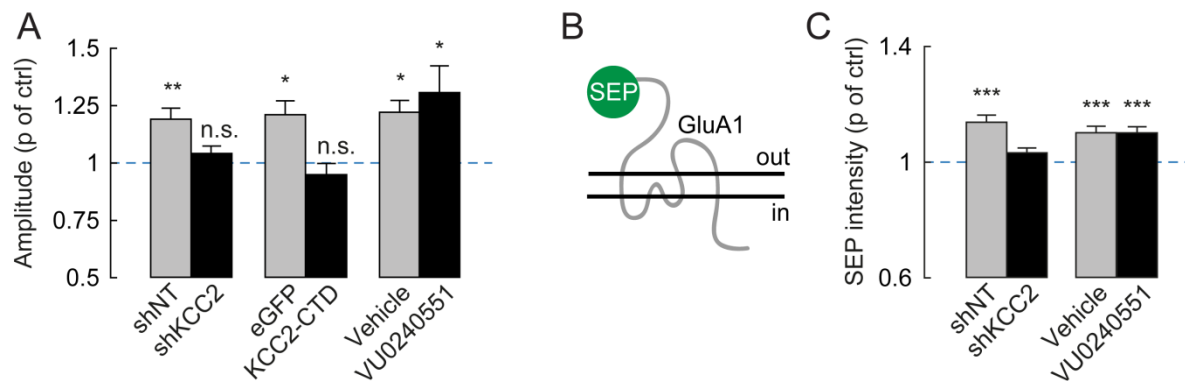 A
Amplitude (p of ctrl)
1.5
1.25
1
0.75
0.5
**
n.s.
*
n.s.
*
*
shNT
shKCC2
eGFP
KCC2-CTD
Vehicle
VU0240551
B
SEP
GluA1
out
in
C
SEP intensity (p of ctrl)
1.4
1
0.6
***
***
***
shNT
shKCC2
Vehicle
VU0240551